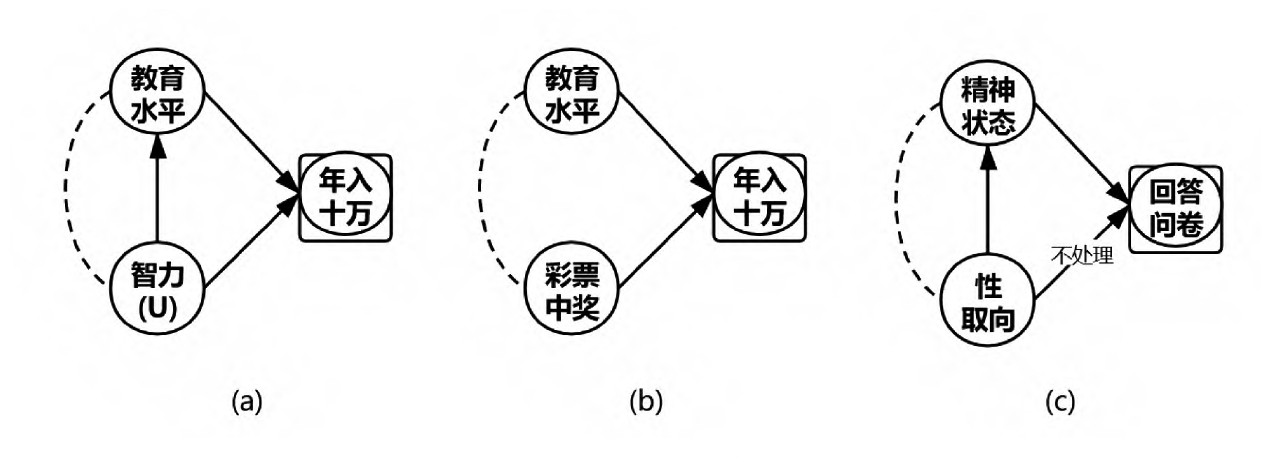 教育
水平
年入
十万
智力
(U)
(a)
教育
水平
年入
十万
彩票
中奖
(b)
精神
状态
回答
问卷
不处理
性
取向
(c)